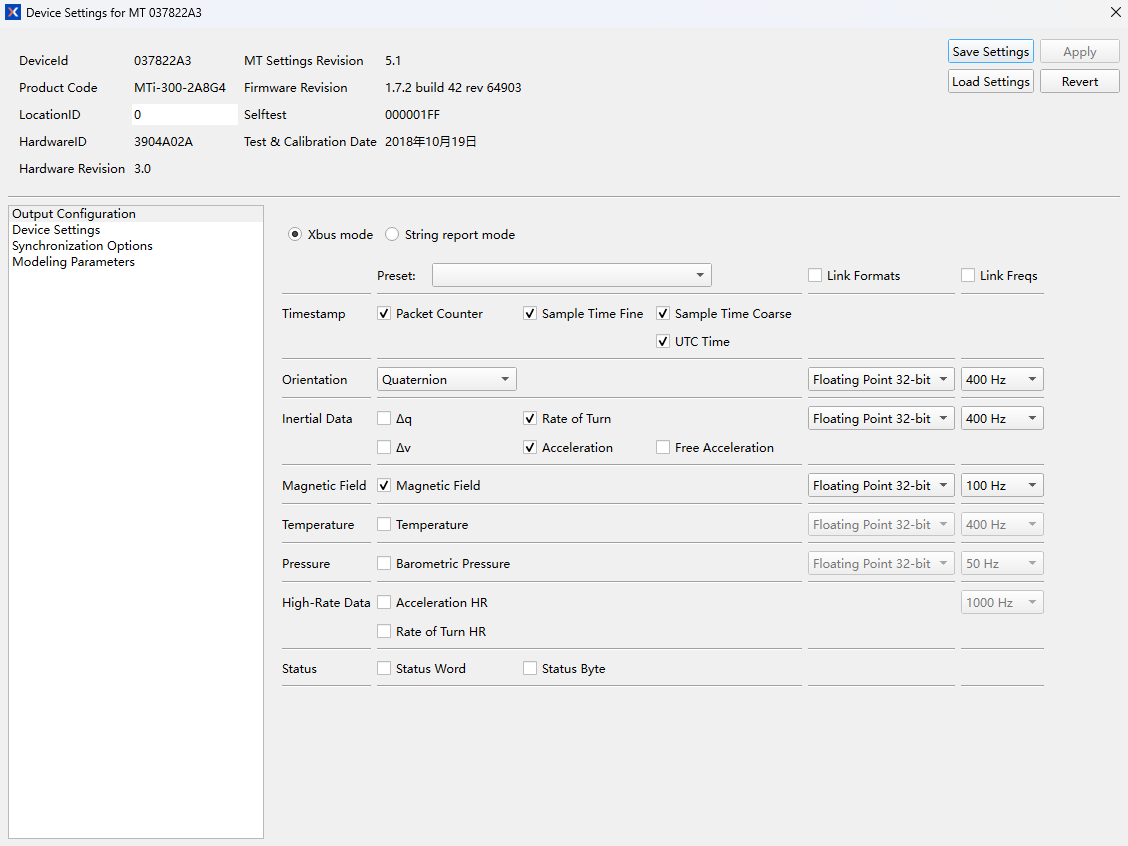 Device Settings for MT 037822A3
DeviceId 037822A3 MT Settings Revision 5.1
Product Code MTi-300-2A8G4 Firmware Revision 1.7.2 build 42 rev 64903
LocationID 0 Selftest 000001FF
HardwareID 3904A02A Test & Calibration Date 2018年10月19日
Hardware Revision 3.0
Save Settings Apply
Load Settings Revert
Output Configuration
Device Settings
Synchronization Options
Modeling Parameters
Xbus mode String report mode
Preset: Link Formats Link Freqs
Timestamp Packet Counter Sample Time Fine Sample Time Coarse
UTC Time
Orientation Quaternion Floating Point 32-bit 400 Hz
Inertial Data Δq Rate of Turn Floating Point 32-bit 400 Hz
Δv Acceleration Free Acceleration
Magnetic Field Magnetic Field Floating Point 32-bit 100 Hz
Temperature Temperature Floating Point 32-bit 400 Hz
Pressure Barometric Pressure Floating Point 32-bit 50 Hz
High-Rate Data Acceleration HR 1000 Hz
Rate of Turn HR
Status Status Word Status Byte